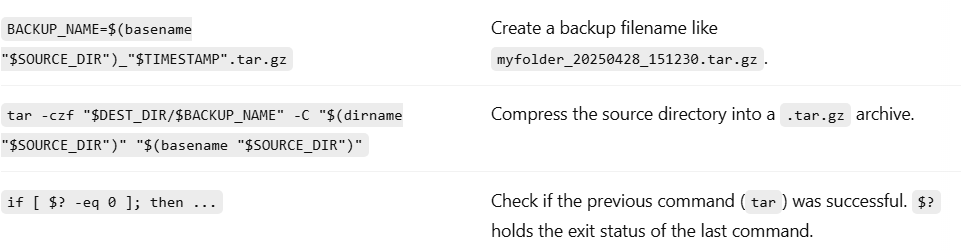 BACKUP_NAME=$(basename
"$SOURCE_DIR")_"$TIMESTAMP".tar.gz
Create a backup filename like
myfolder_20250428_151230.tar.gz.
tar -czf "$DEST_DIR/$BACKUP_NAME" -C "$(dirname
"$SOURCE_DIR")" "$(basename "$SOURCE_DIR")"
Compress the source directory into a .tar.gz archive.
if [ $? -eq 0 ]; then ...
Check if the previous command (tar) was successful. $?
holds the exit status of the last command.